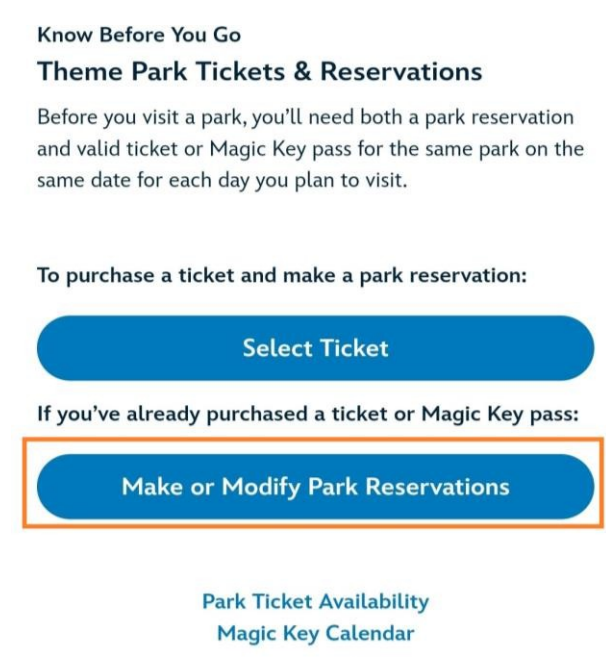 Know Before You Go
Theme Park Tickets & Reservations
Before you visit a park, you’ll need both a park reservation
and valid ticket or Magic Key pass for the same park on the
same date for each day you plan to visit.
To purchase a ticket and make a park reservation:
Select Ticket
If you’ve already purchased a ticket or Magic Key pass:
Make or Modify Park Reservations
Park Ticket Availability
Magic Key Calendar